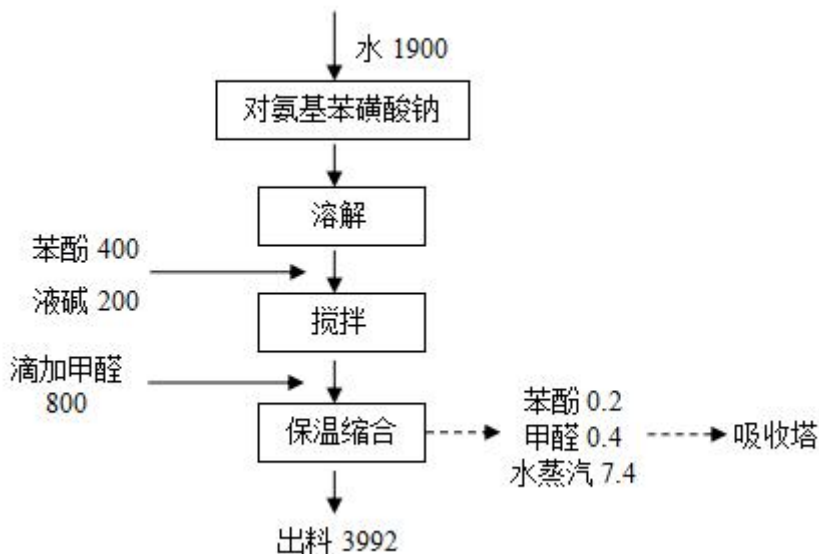 水 1900
对氨基苯磺酸钠
溶解
苯酚 400
液碱 200
搅拌
滴加甲醛
800
保温缩合
苯酚 0.2
甲醛 0.4
水蒸汽 7.4
吸收塔
出料 3992